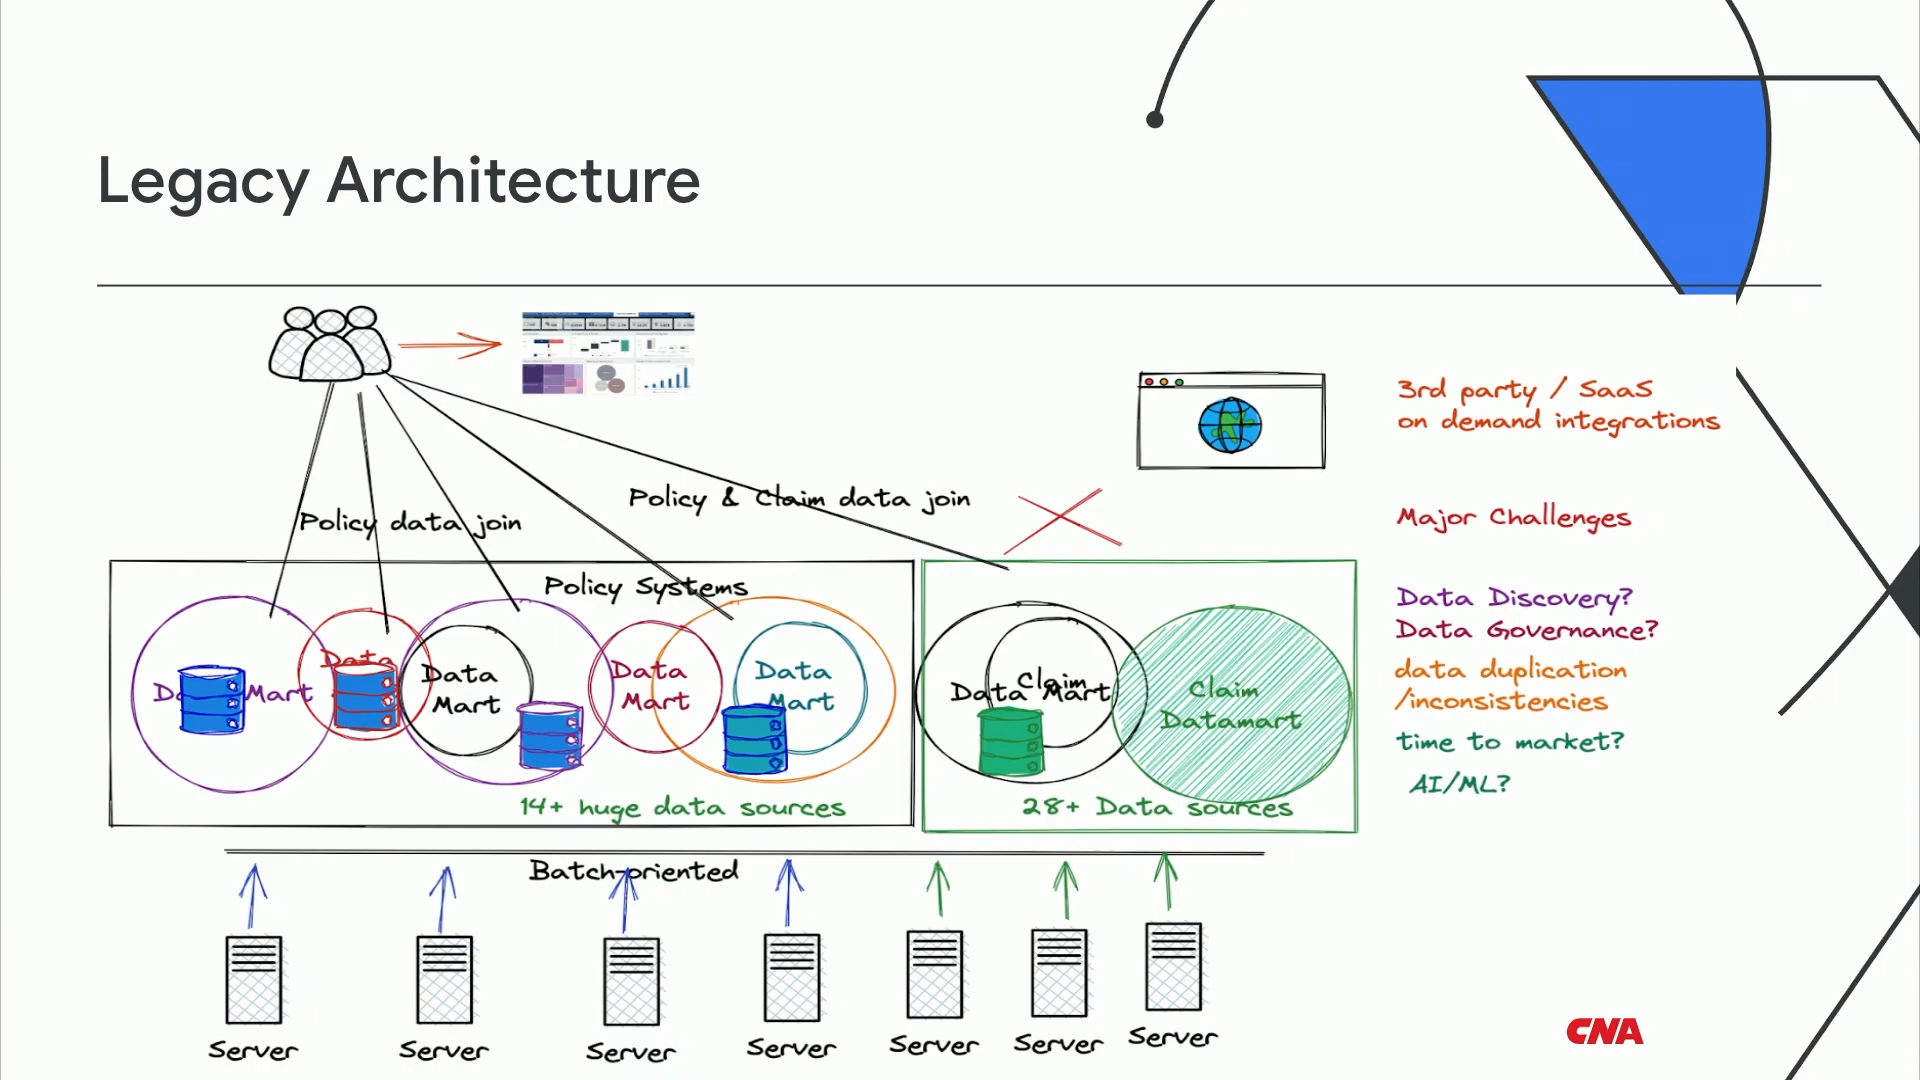 Legacy Architecture
3rd party / SaaS
on demand integrations
Policy & Claim data join
Policy data join
Major Challenges
Policy Systems
Data Discovery?
Data Governance?
data duplication
/inconsistencies
time to market?
AI/ML?
Mart
Data
Data
Mart
Data
Mart
Data
Mart
Claim
Data Mart
Claim
Datamart
14+ huge data sources
28+ Data sources
Batch-oriented
Server
Server
Server
Server
Server
Server
Server
CNA